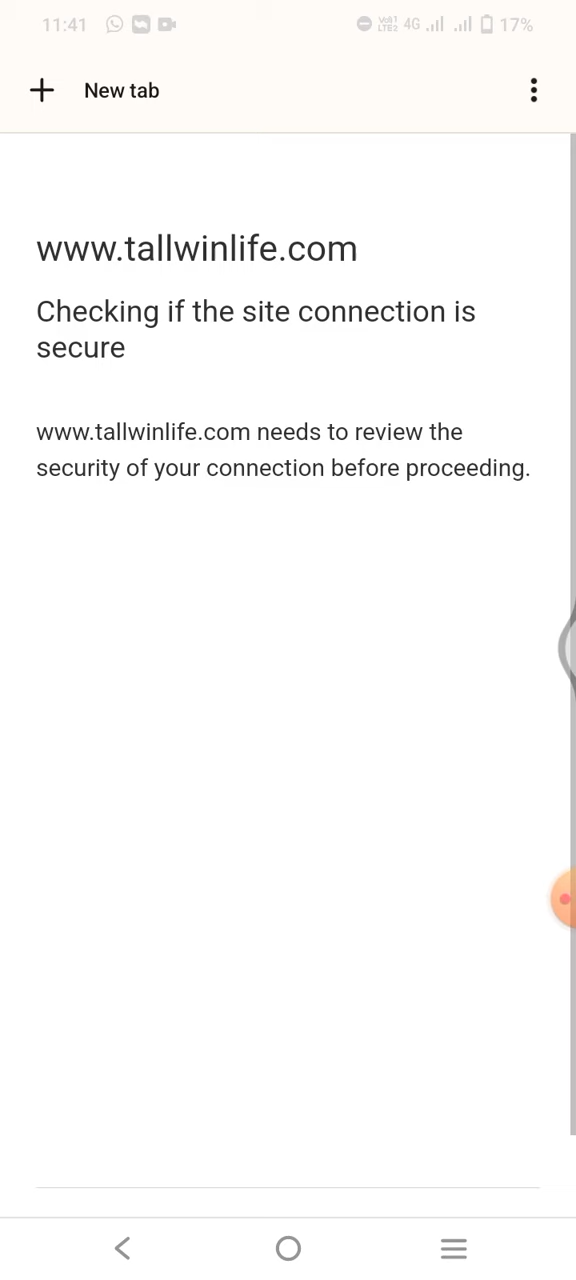 11:41 4G 17%
New tab
www.tallwinlife.com
Checking if the site connection is
secure
www.tallwinlife.com needs to review the
security of your connection before proceeding.